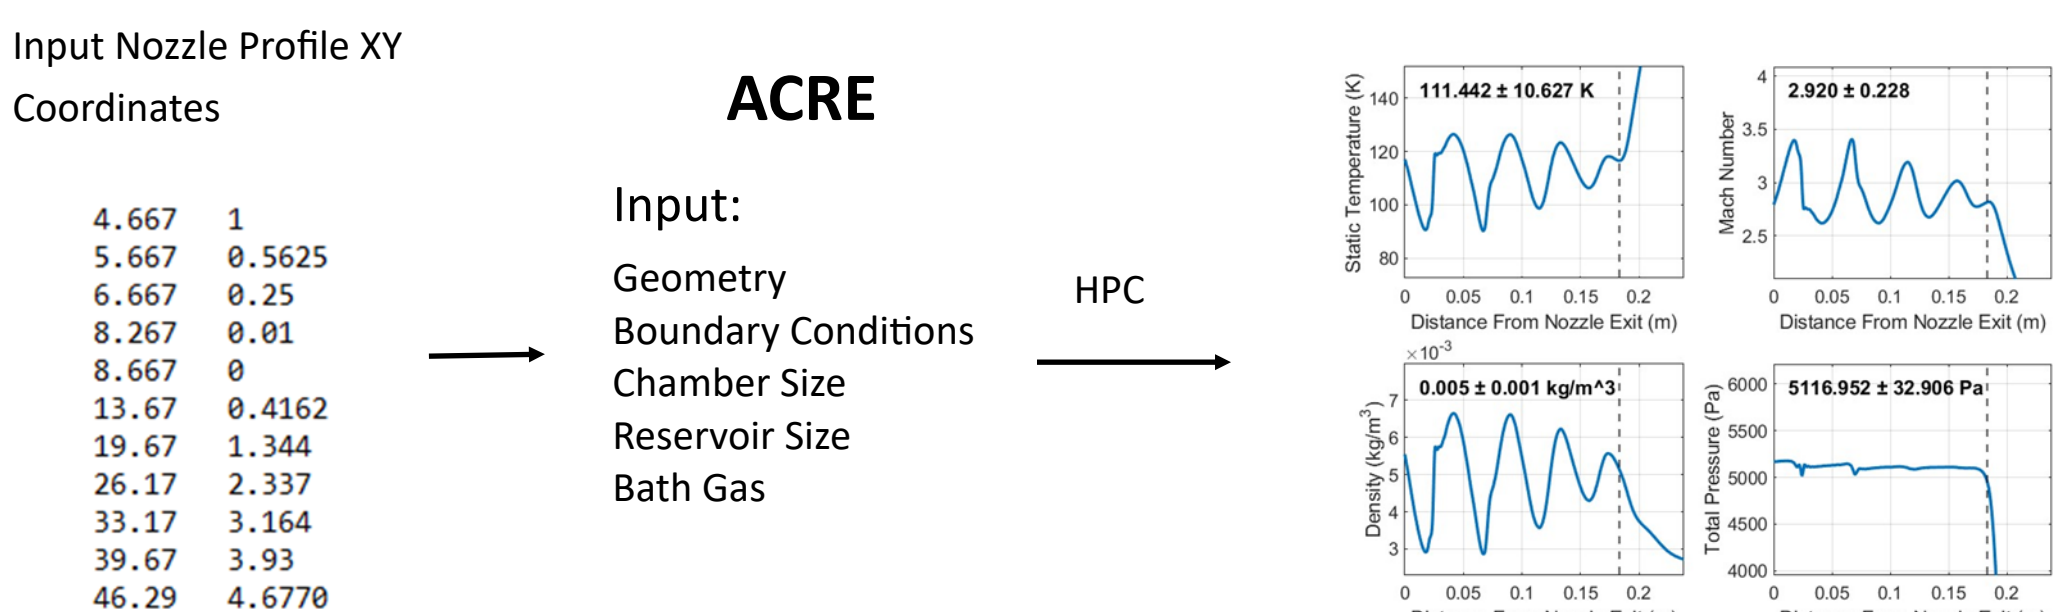 Input Nozzle Profile XY
Coordinates
4.667 1
5.667 0.5625
6.667 0.25
8.267 0.01
8.667 0
13.67 0.4162
19.67 1.344
26.17 2.337
33.17 3.164
39.67 3.93
46.29 4.6770
ACRE
Input:
Geometry
Boundary Conditions
Chamber Size
Reservoir Size
Bath Gas
HPC
111.442 ± 10.627 K
Static Temperature (K)
140
120
100
80
0 0.05 0.1 0.15 0.2
Distance From Nozzle Exit (m)
2.920 ± 0.228
Mach Number
4
3.5
3
2.5
0 0.05 0.1 0.15 0.2
Distance From Nozzle Exit (m)
×10⁻³
0.005 ± 0.001 kg/m^3
Density (kg/m³)
7
6
5
4
3
0 0.05 0.1 0.15 0.2
Distance From Nozzle Exit (m)
5116.952 ± 32.906 Pa
Total Pressure (Pa)
6000
5500
5000
4500
4000
0 0.05 0.1 0.15 0.2
Distance From Nozzle Exit (m)